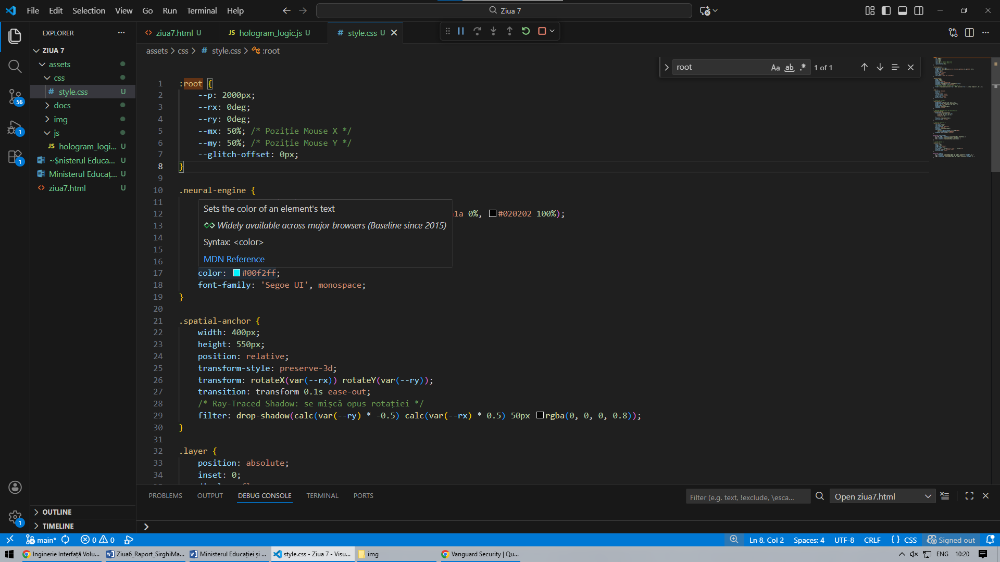 File Edit Selection View Go Run Terminal Help
Ziua 7
EXPLORER
ziua7.html U
JS hologram_logic.js U
# style.css U
ZIUA 7
assets > css > # style.css > :root
assets
css
# style.css U
docs
img
js
JS hologram_logi... U
~$nisterul Educa... U
Ministerul Educaț... U
ziua7.html U
56
1
1
root
Aa ab .* 1 of 1
1 :root {
2 --p: 2000px;
3 --rx: 0deg;
4 --ry: 0deg;
5 --mx: 50%; /* Poziție Mouse X */
6 --my: 50%; /* Poziție Mouse Y */
7 --glitch-offset: 0px;
8 }
9
10 .neural-engine {
11
12 1a 0%, #020202 100%);
13
14
15
16
Sets the color of an element's text
Widely available across major browsers (Baseline since 2015)
Syntax: <color>
MDN Reference
17 color: #00f2ff;
18 font-family: 'Segoe UI', monospace;
19 }
20
21 .spatial-anchor {
22 width: 400px;
23 height: 550px;
24 position: relative;
25 transform-style: preserve-3d;
26 transform: rotateX(var(--rx)) rotateY(var(--ry));
27 transition: transform 0.1s ease-out;
28 /* Ray-Traced Shadow: se mișcă opus rotației */
29 filter: drop-shadow(calc(var(--ry) * -0.5) calc(var(--rx) * 0.5) 50px rgba(0, 0, 0, 0.8));
30 }
31
32 .layer {
33 position: absolute;
34 inset: 0;
PROBLEMS OUTPUT DEBUG CONSOLE TERMINAL PORTS
Filter (e.g. text, !exclude, \esca...
Open ziua7.html
OUTLINE
TIMELINE
1
main* 0 0
Ln 8, Col 2 Spaces: 4 UTF-8 CRLF { } CSS Signed out
Inginerie Interfață Volu...
Ziua6_Raport_SirghiMa...
Ministerul Educației și ...
style.css - Ziua 7 - Visu...
img
Vanguard Security | Qu...
ENG 10:20